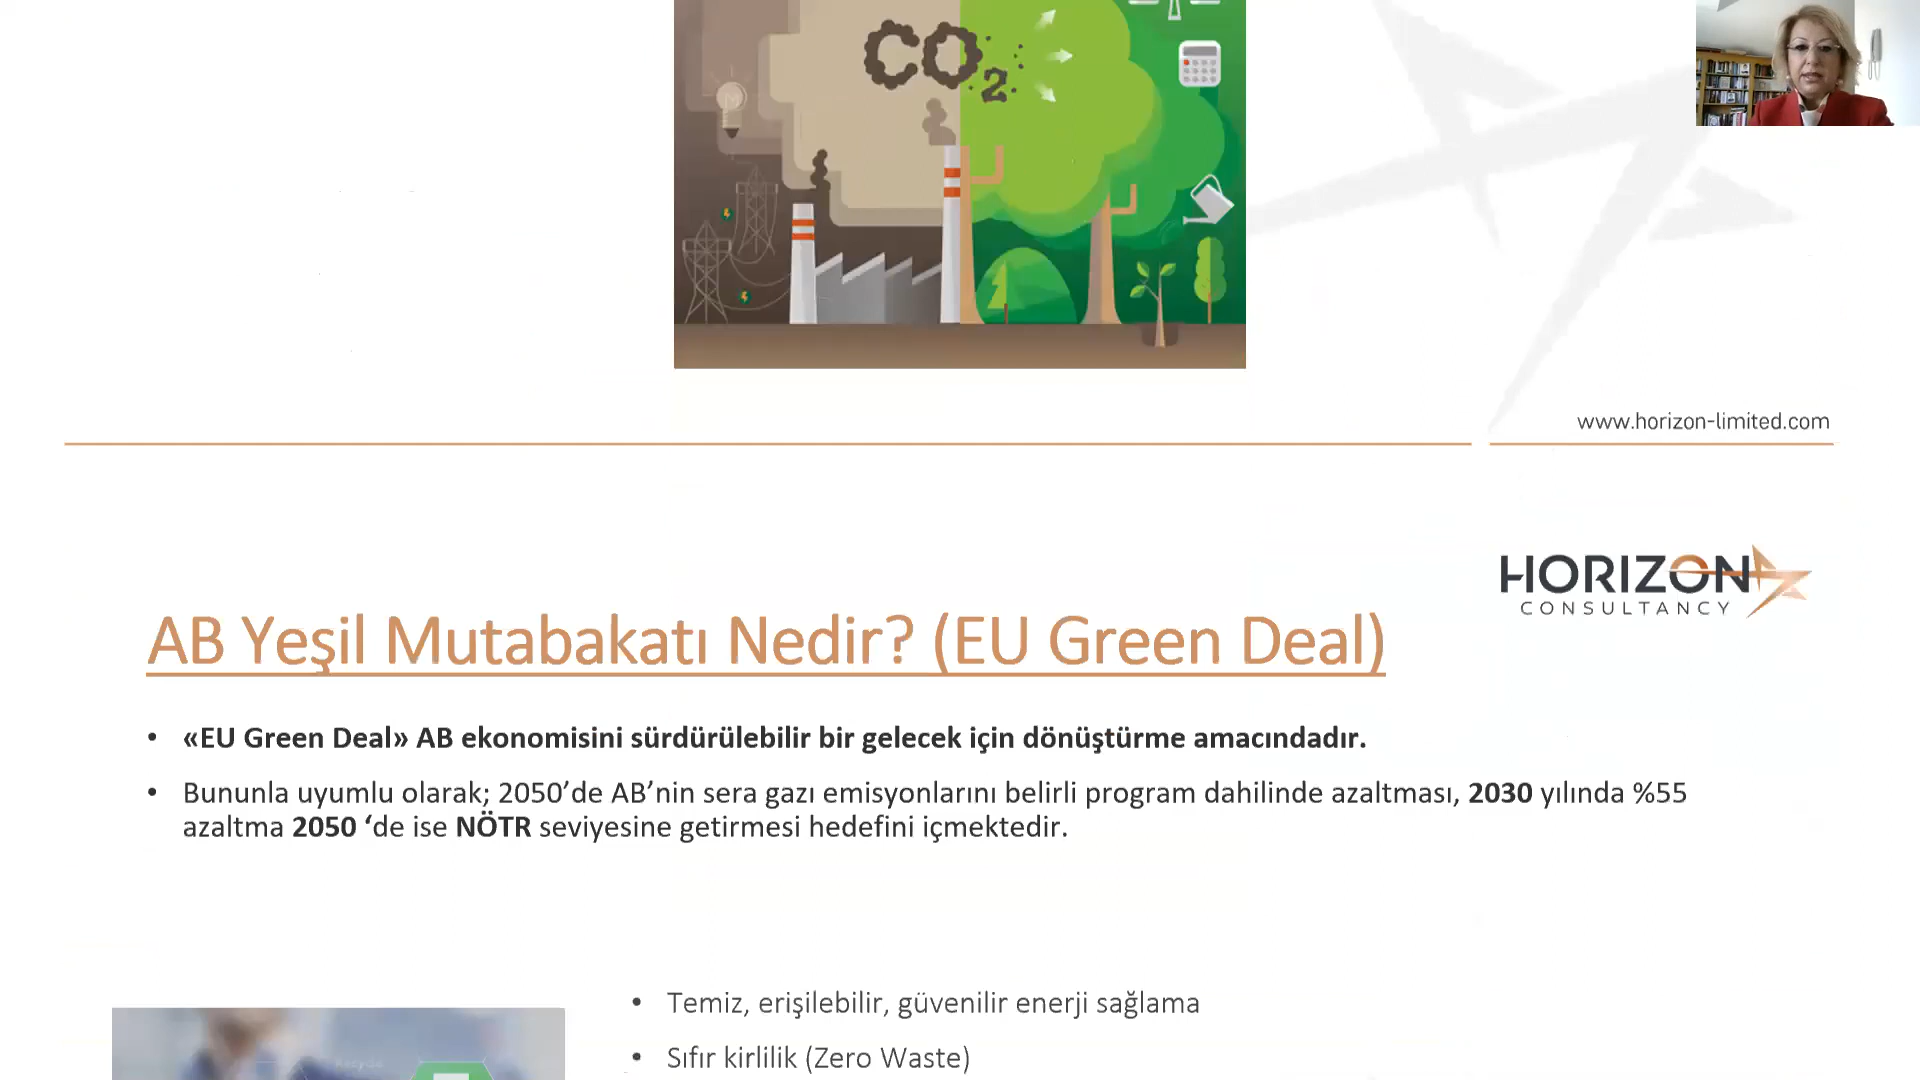 CO2
www.horizon-limited.com
HORIZON
CONSULTANCY
AB Yeşil Mutabakatı Nedir? (EU Green Deal)
• «EU Green Deal» AB ekonomisini sürdürülebilir bir gelecek için dönüştürme amacındadır.
• Bununla uyumlu olarak; 2050’de AB’nin sera gazı emisyonlarını belirli program dahilinde azaltması, 2030 yılında %55
azaltma 2050 ‘de ise NÖTR seviyesine getirmesi hedefini içmektedir.
• Temiz, erişilebilir, güvenilir enerji sağlama
• Sıfır kirlilik (Zero Waste)